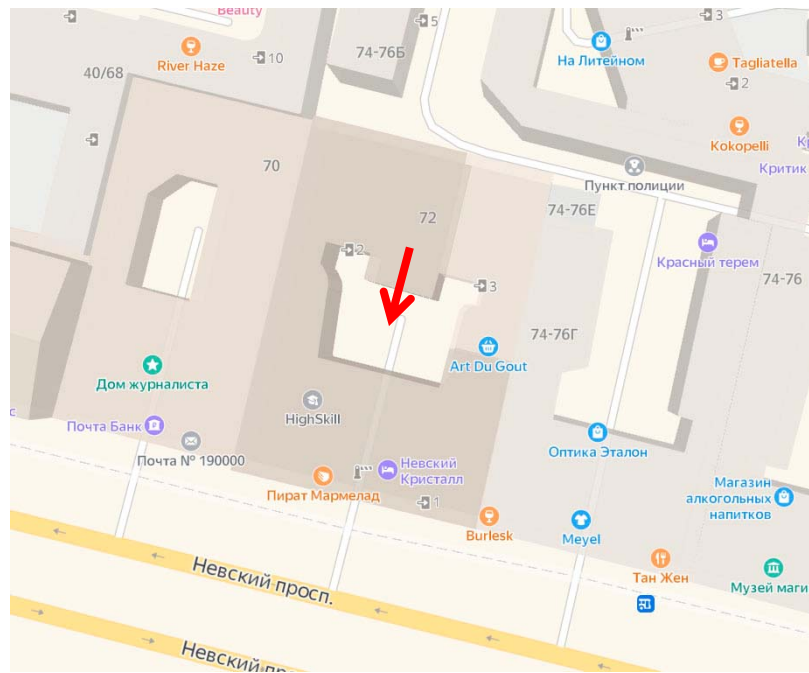 Beauty
5
3
River Haze
10
74-76Б
На Литейном
Tagliatella
2
40/68
Kokopelli
Критик
70
Пункт полиции
72
74-76Е
2
Красный терем
74-76
3
74-76Г
Art Du Gout
Дом журналиста
HighSkill
Почта Банк
Почта № 190000
Оптика Эталон
Невский
Кристалл
Пират Мармелад
1
Магазин
алкогольных
напитков
Burlesk
Meyel
Тан Жен
Музей маги
Невский просп.